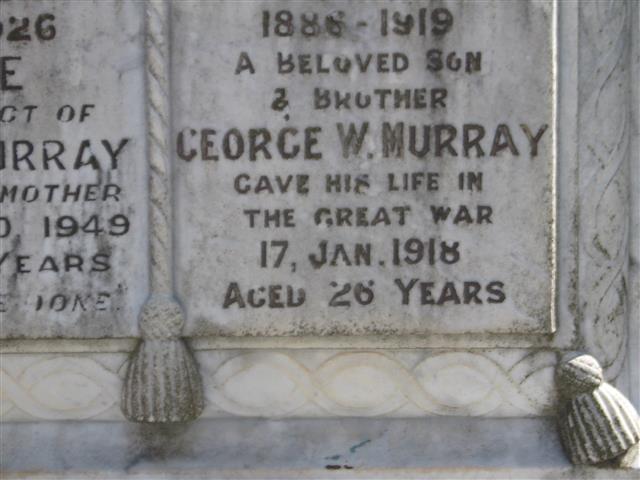 26
E
CT OF
URRAY
MOTHER
1949
YEARS
E DONE.
1886 - 1919
A BELOVED SON
& BROTHER
GEORGE W. MURRAY
GAVE HIS LIFE IN
THE GREAT WAR
17, JAN. 1918
AGED 26 YEARS